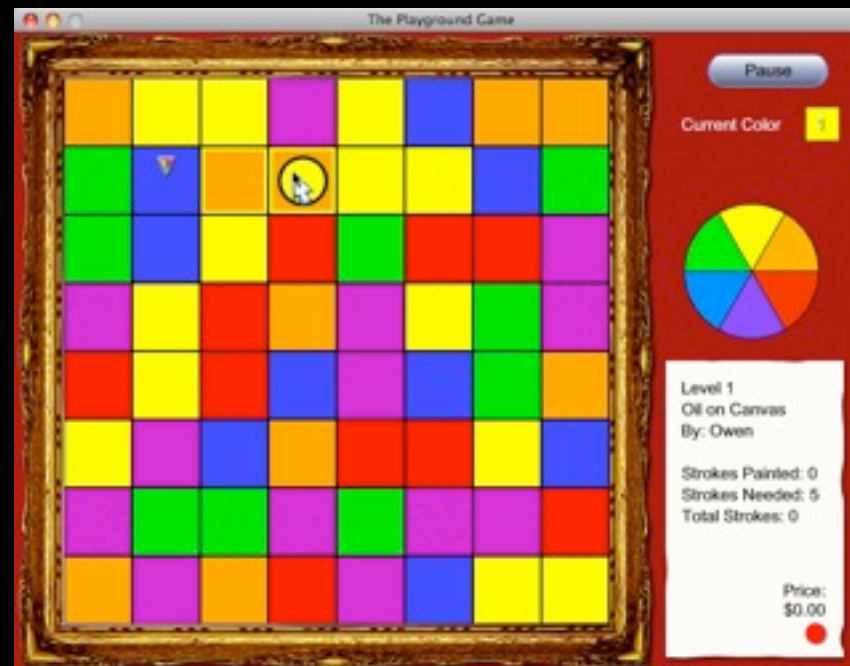 The Playground Game
Pause
Current Color 1
Level 1
Oil on Canvas
By: Owen
Strokes Painted: 0
Strokes Needed: 5
Total Strokes: 0
Price:
$0.00